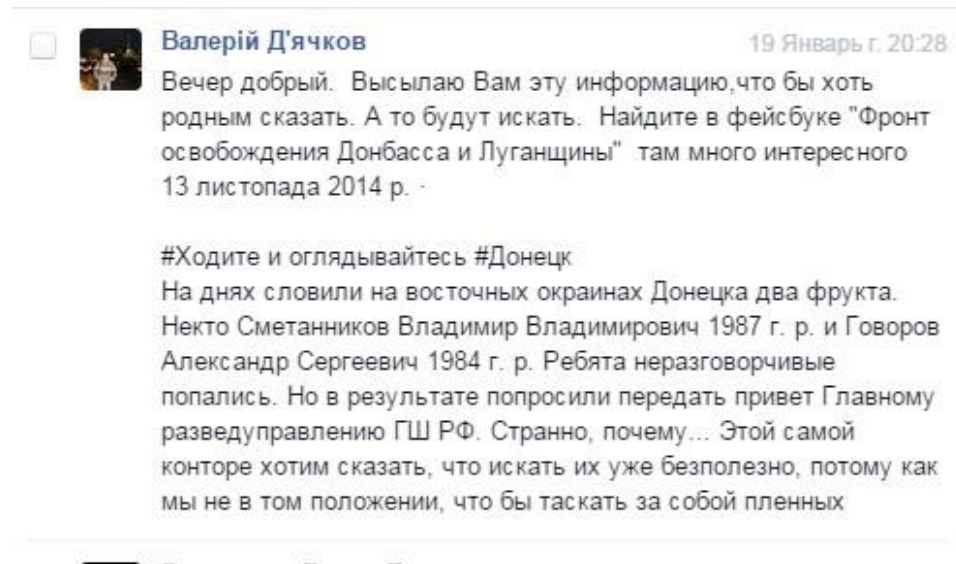 Валерій Д'ячков
19 Январь г. 20:28
Вечер добрый. Высылаю Вам эту информацию,что бы хоть
родным сказать. А то будут искать. Найдите в фейсбуке "Фронт
освобождения Донбасса и Луганщины" там много интересного
13 листопада 2014 р. ·
#Ходите и оглядывайтесь #Донецк
На днях словили на восточных окраинах Донецка два фрукта.
Некто Сметанников Владимир Владимирович 1987 г. р. и Говоров
Александр Сергеевич 1984 г. р. Ребята неразговорчивые
попались. Но в результате попросили передать привет Главному
разведуправлению ГШ РФ. Странно, почему... Этой самой
конторе хотим сказать, что искать их уже безполезно, потому как
мы не в том положении, что бы таскать за собой пленных